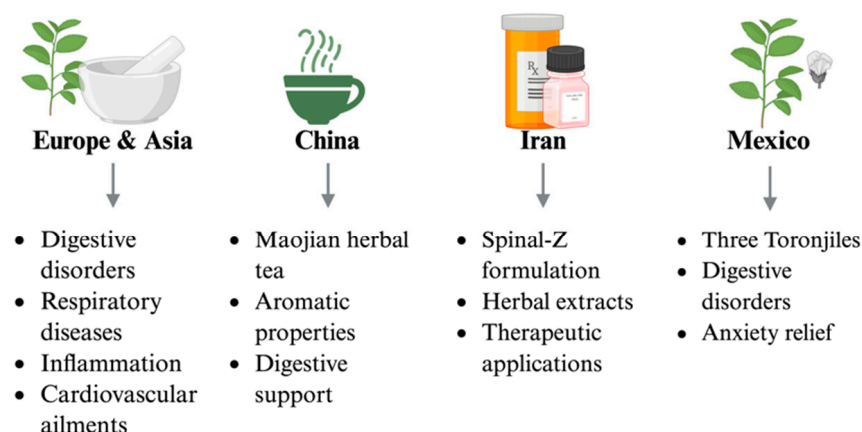 Europe & Asia
• Digestive
disorders
• Respiratory
diseases
• Inflammation
• Cardiovascular
ailments
China
• Maojian herbal
tea
• Aromatic
properties
• Digestive
support
Rx
Iran
• Spinal-Z
formulation
• Herbal extracts
• Therapeutic
applications
Mexico
• Three Toronjiles
• Digestive
disorders
• Anxiety relief